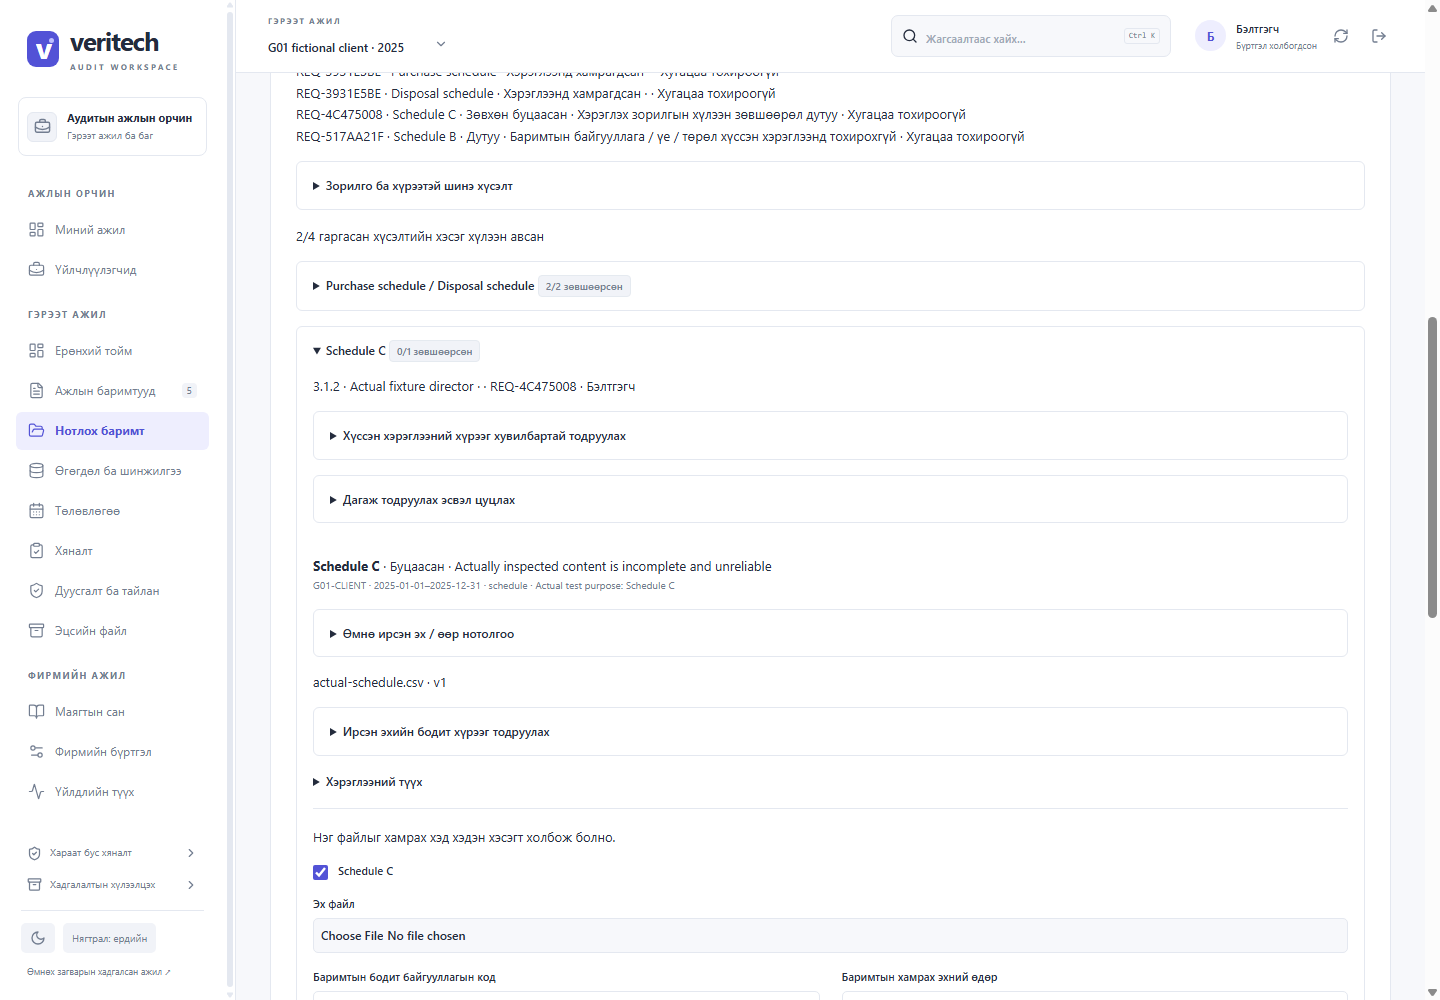 veritech
AUDIT WORKSPACE
Аудитын ажлын орчин
Гэрээт ажил ба баг
АЖЛЫН ОРЧИН
Миний ажил
Үйлчлүүлэгчид
ГЭРЭЭТ АЖИЛ
Ерөнхий тойм
Ажлын баримтууд 5
Нотлох баримт
Өгөгдөл ба шинжилгээ
Төлөвлөгөө
Хяналт
Дуусгалт ба тайлан
Эцсийн файл
ФИРМИЙН АЖИЛ
Маягтын сан
Фирмийн бүртгэл
Үйлдлийн түүх
Хараат бус хяналт
Хадгалалтын хүлээлцэх
Нягтрал: ердийн
Өмнөх загварын хадгалсан ажил ↗
ГЭРЭЭТ АЖИЛ
G01 fictional client · 2025
Жагсаалтаас хайх... Ctrl K
Б
Бэлтгэгч
Бүртгэл холбогдсон
REQ-3931E5BE · Purchase schedule · Хэрэглээнд хамрагдсан · · Хугацаа тохироогүй
REQ-3931E5BE · Disposal schedule · Хэрэглээнд хамрагдсан · · Хугацаа тохироогүй
REQ-4C475008 · Schedule C · Зөвхөн буцаасан · Хэрэглэх зорилгын хүлээн зөвшөөрөл дутуу · Хугацаа тохироогүй
REQ-517AA21F · Schedule B · Дутуу · Баримтын байгууллага / үе / төрөл хүссэн хэрэглээнд тохирохгүй · Хугацаа тохироогүй
Зорилго ба хүрээтэй шинэ хүсэлт
2/4 гаргасан хүсэлтийн хэсэг хүлээн авсан
Purchase schedule / Disposal schedule 2/2 зөвшөөрсөн
Schedule C 0/1 зөвшөөрсөн
3.1.2 · Actual fixture director · · REQ-4C475008 · Бэлтгэгч
Хүссэн хэрэглээний хүрээг хувилбартай тодруулах
Дагаж тодруулах эсвэл цуцлах
Schedule C · Буцаасан · Actually inspected content is incomplete and unreliable
G01-CLIENT · 2025-01-01–2025-12-31 · schedule · Actual test purpose: Schedule C
Өмнө ирсэн эх / өөр нотолгоо
actual-schedule.csv · v1
Ирсэн эхийн бодит хүрээг тодруулах
Хэрэглээний түүх
Нэг файлыг хамрах хэд хэдэн хэсэгт холбож болно.
Schedule C
Эх файл
Choose File No file chosen
Баримтын бодит байгууллагын код
Баримтын хамрах эхний өдөр